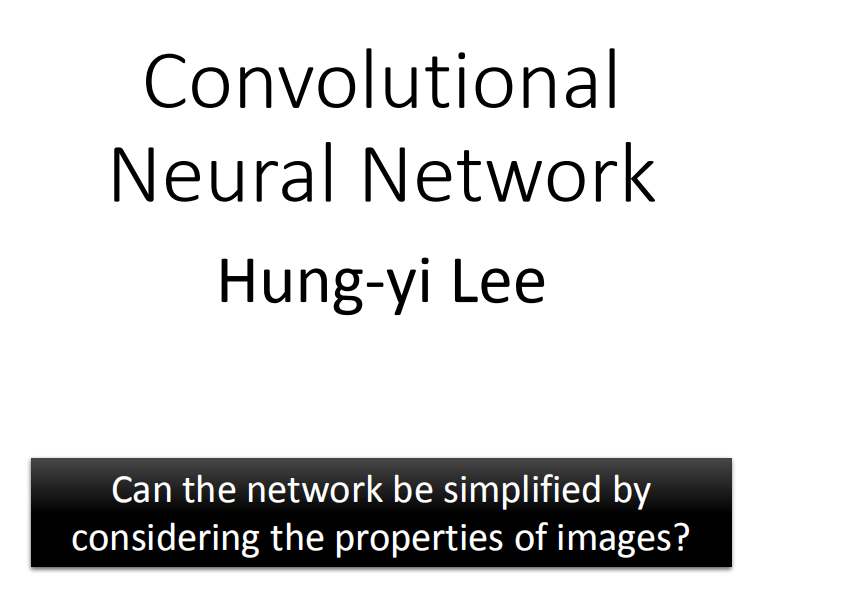 Convolutional
Neural Network
Hung-yi Lee
Can the network be simplified by
considering the properties of images?